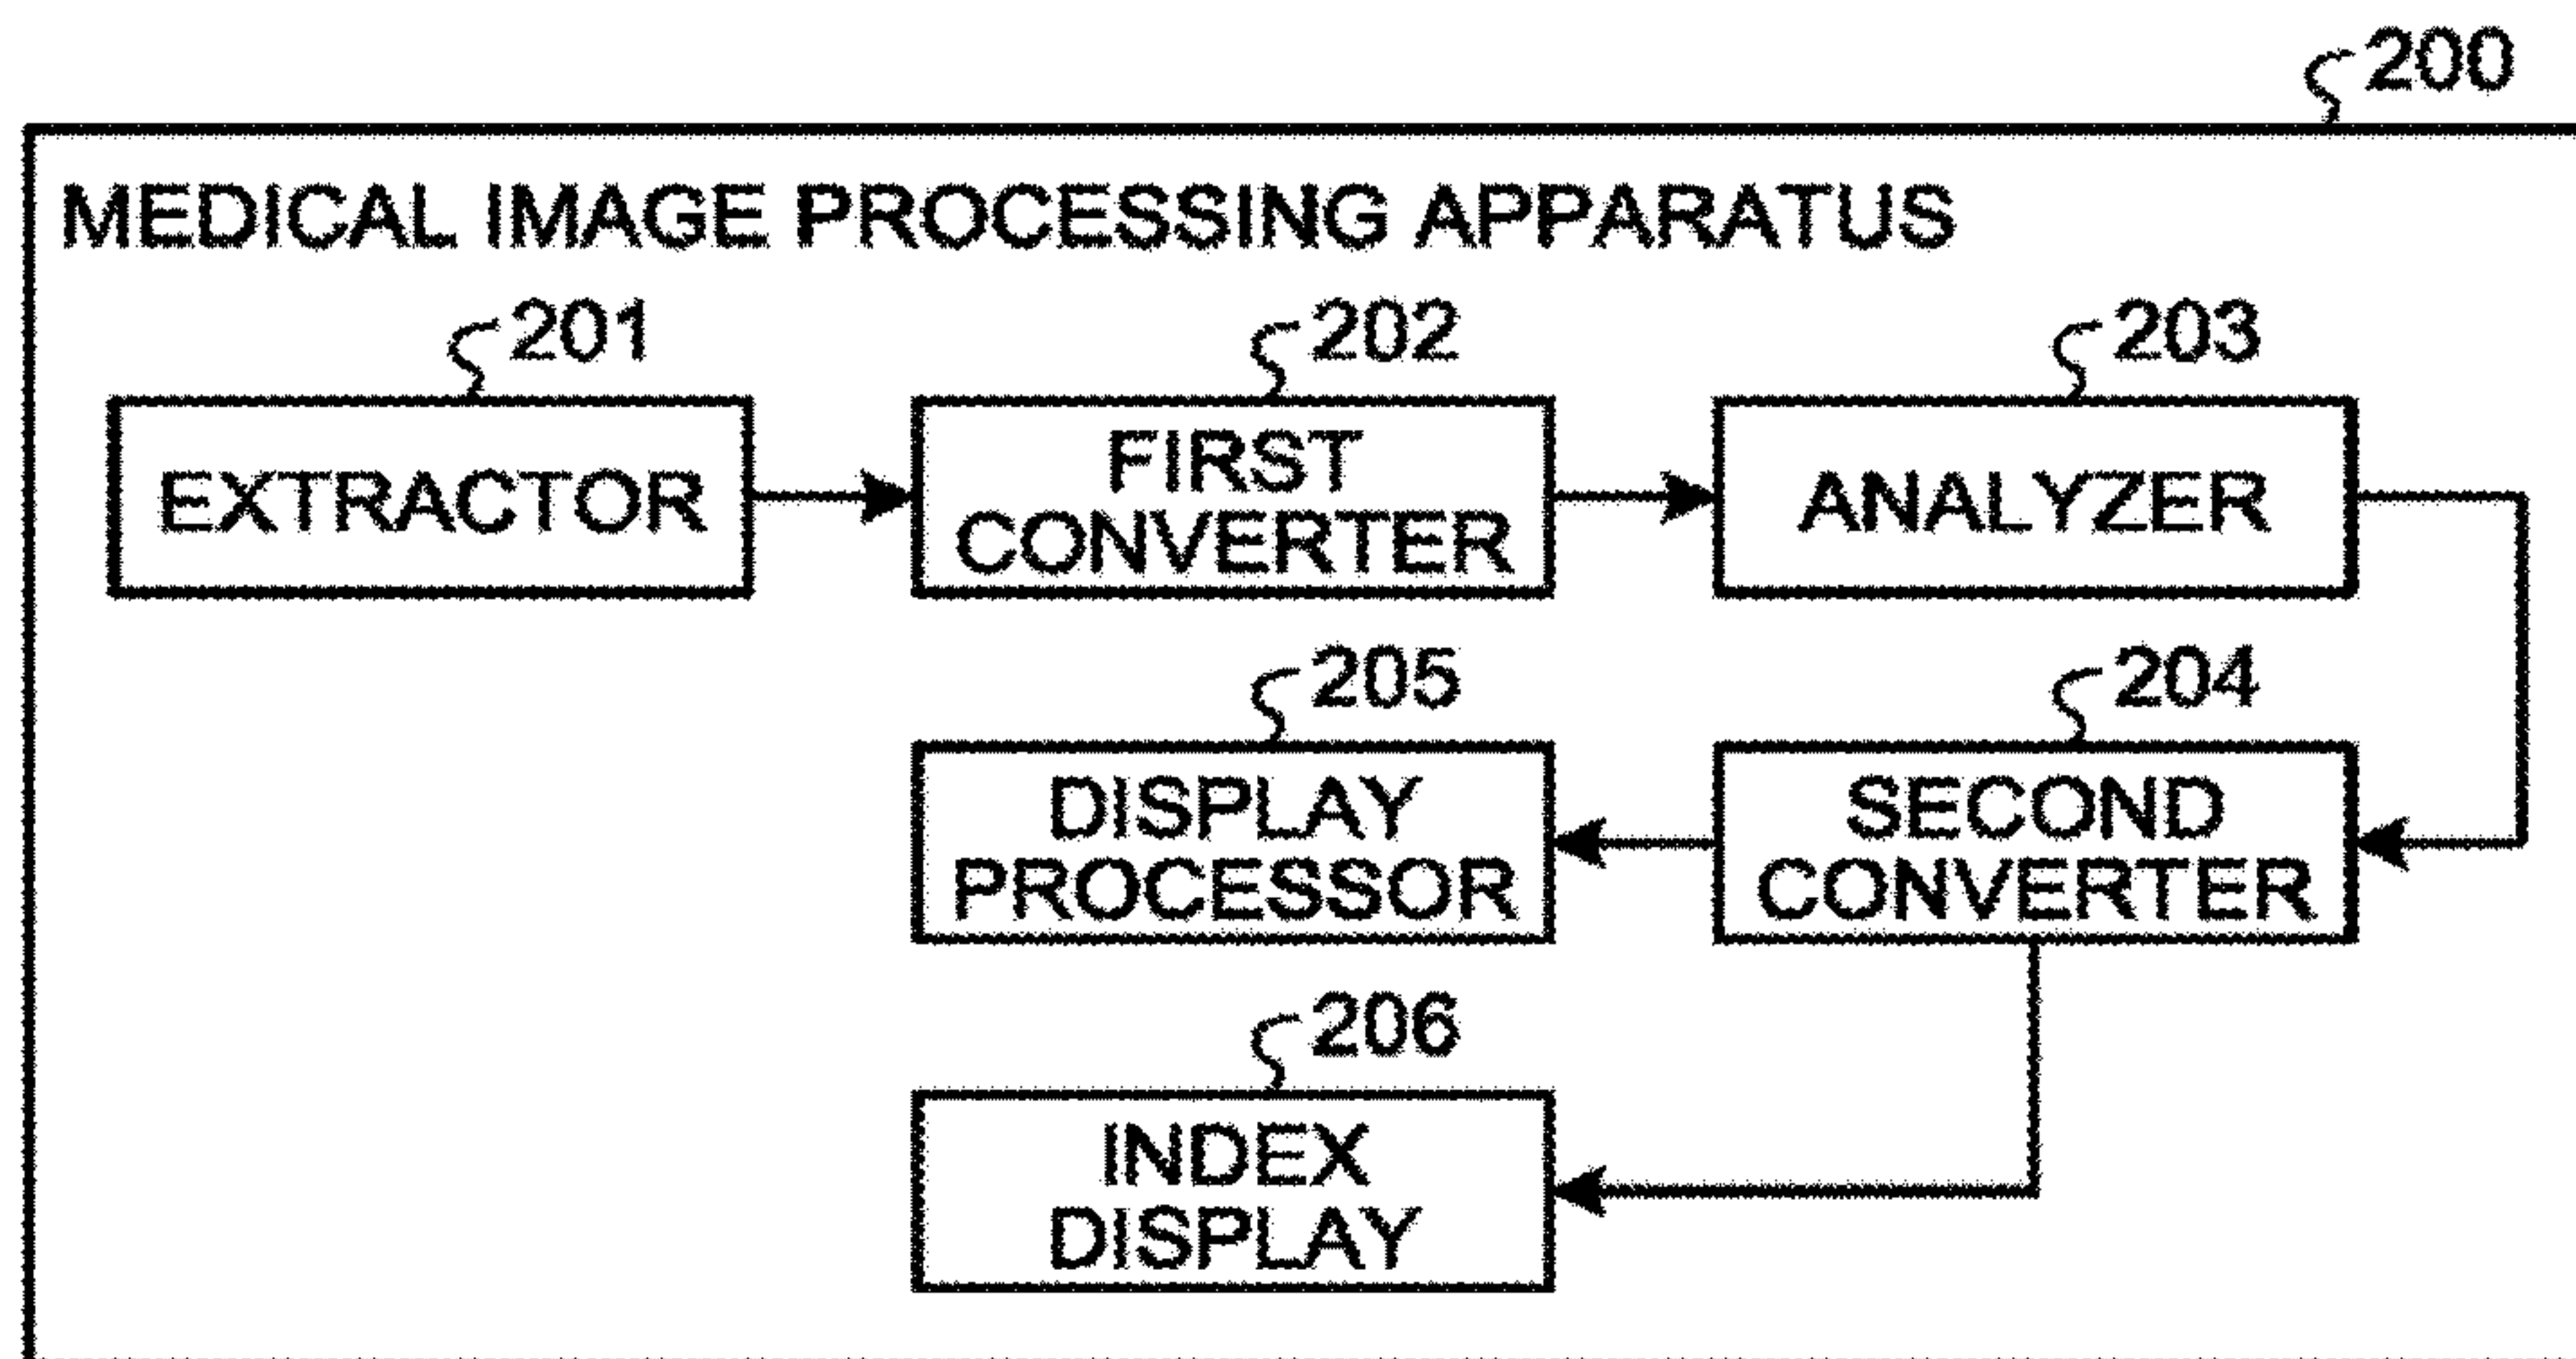 200
MEDICAL IMAGE PROCESSING APPARATUS
201
202
203
EXTRACTOR
FIRST
CONVERTER
ANALYZER
205
204
DISPLAY
PROCESSOR
SECOND
CONVERTER
206
INDEX
DISPLAY